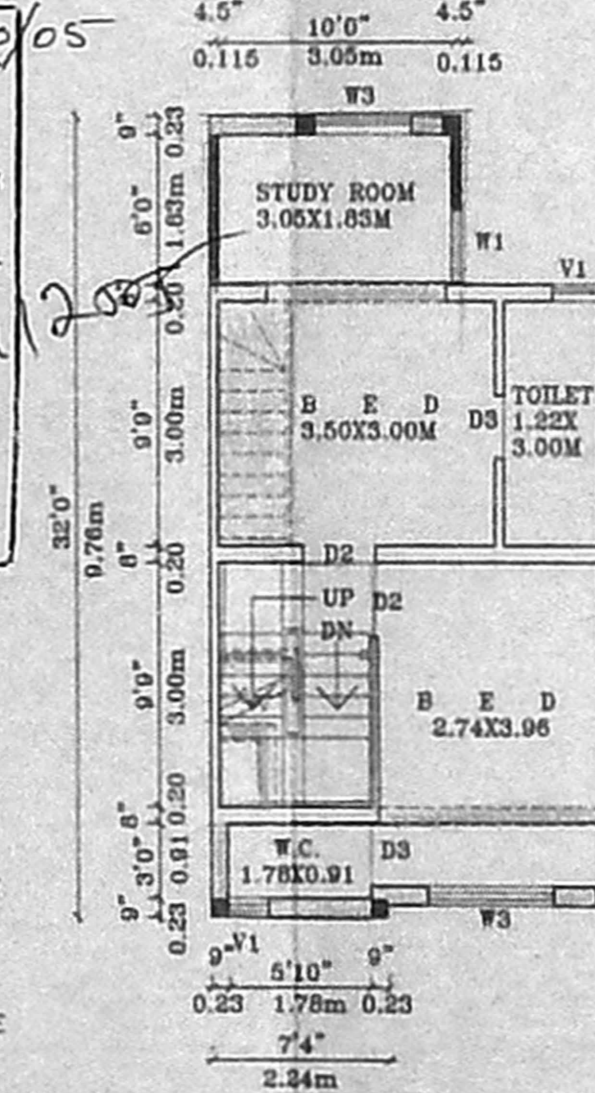 /05
4.5" 4.5"
10'0"
0.115 3.05m 0.115
W3
9" 0.23
STUDY ROOM
3.05X1.83M
6'0" 1.83m
W1
V1
0.20
B E D
3.50X3.00M
D3
TOILET
1.22X
3.00M
9'9" 3.00m
32'0" 9.76m
8" 0.20
D2
UP D2
DN
B E D
2.74X3.96
9'9" 3.00m
8" 0.20
W.C.
1.78X0.91
D3
3'0" 0.91
9" 0.23
W3
V1
9" 5'10" 9"
0.23 1.78m 0.23
7'4"
2.24m